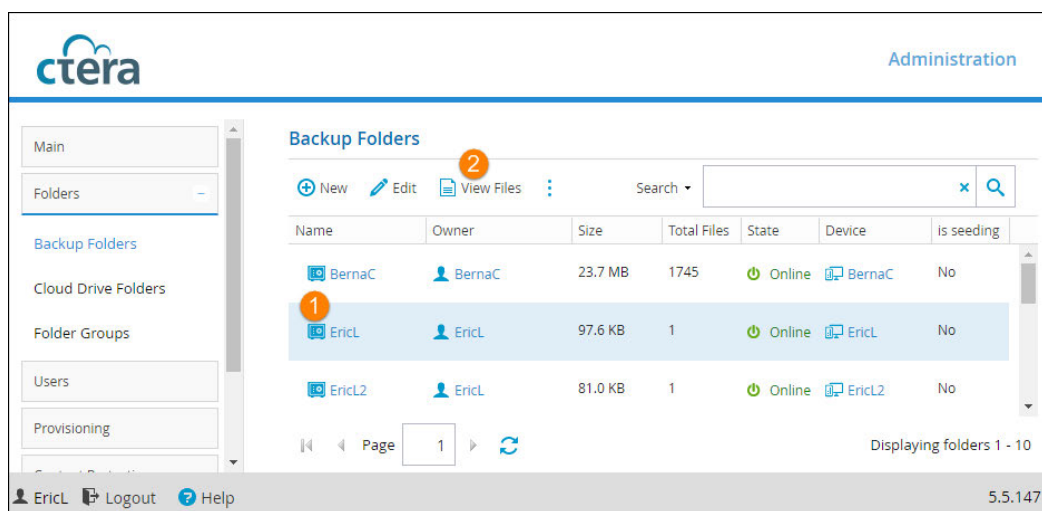 ctera
Administration
Main
Folders
Backup Folders
Cloud Drive Folders
Folder Groups
Users
Provisioning
Backup Folders
2
New Edit View Files Search
Name Owner Size Total Files State Device is seeding
BernaC BernaC 23.7 MB 1745 Online BernaC No
1
EricL EricL 97.6 KB 1 Online EricL No
EricL2 EricL 81.0 KB 1 Online EricL2 No
Page 1 Displaying folders 1 - 10
EricL Logout ? Help 5.5.147